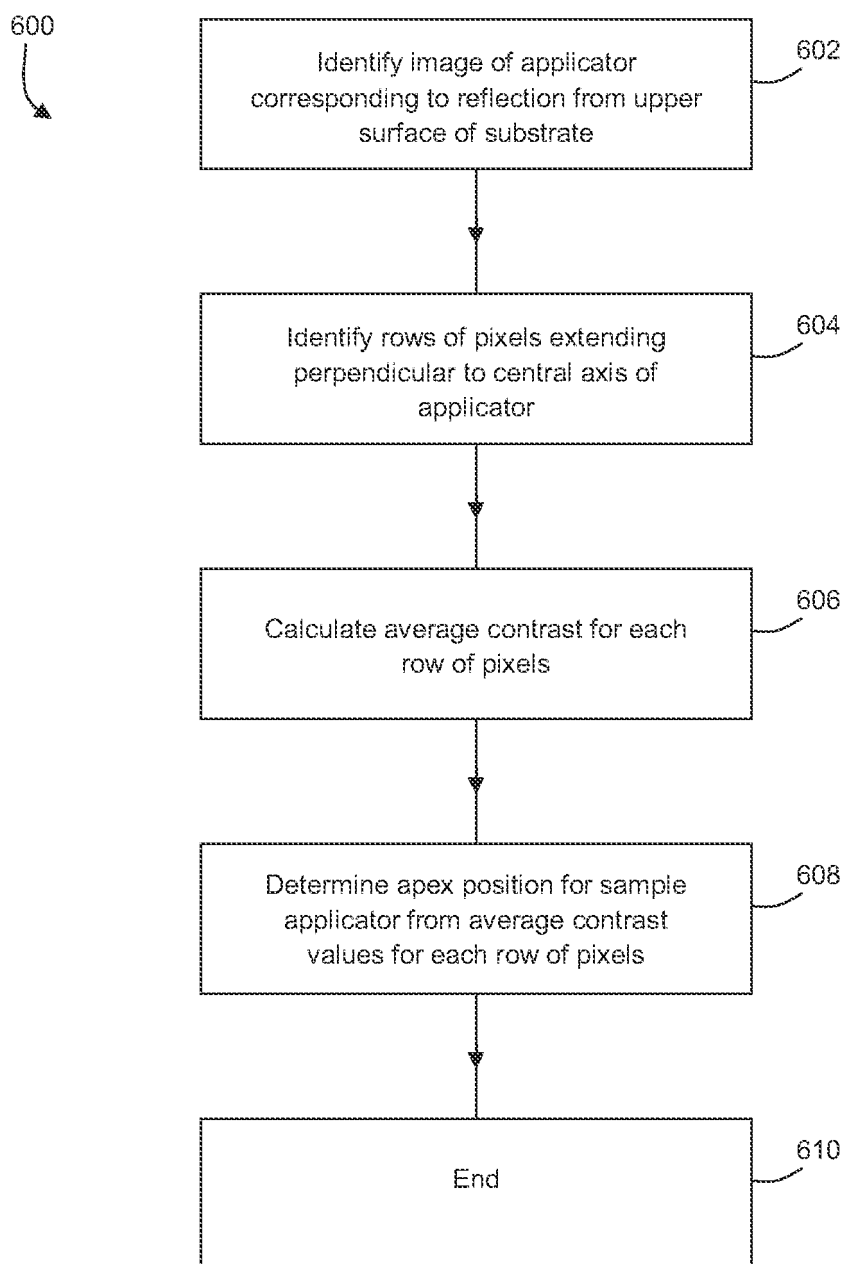 600
602
Identify image of applicator
corresponding to reflection from upper
surface of substrate
604
Identify rows of pixels extending
perpendicular to central axis of
applicator
606
Calculate average contrast for each
row of pixels
608
Determine apex position for sample
applicator from average contrast
values for each row of pixels
610
End